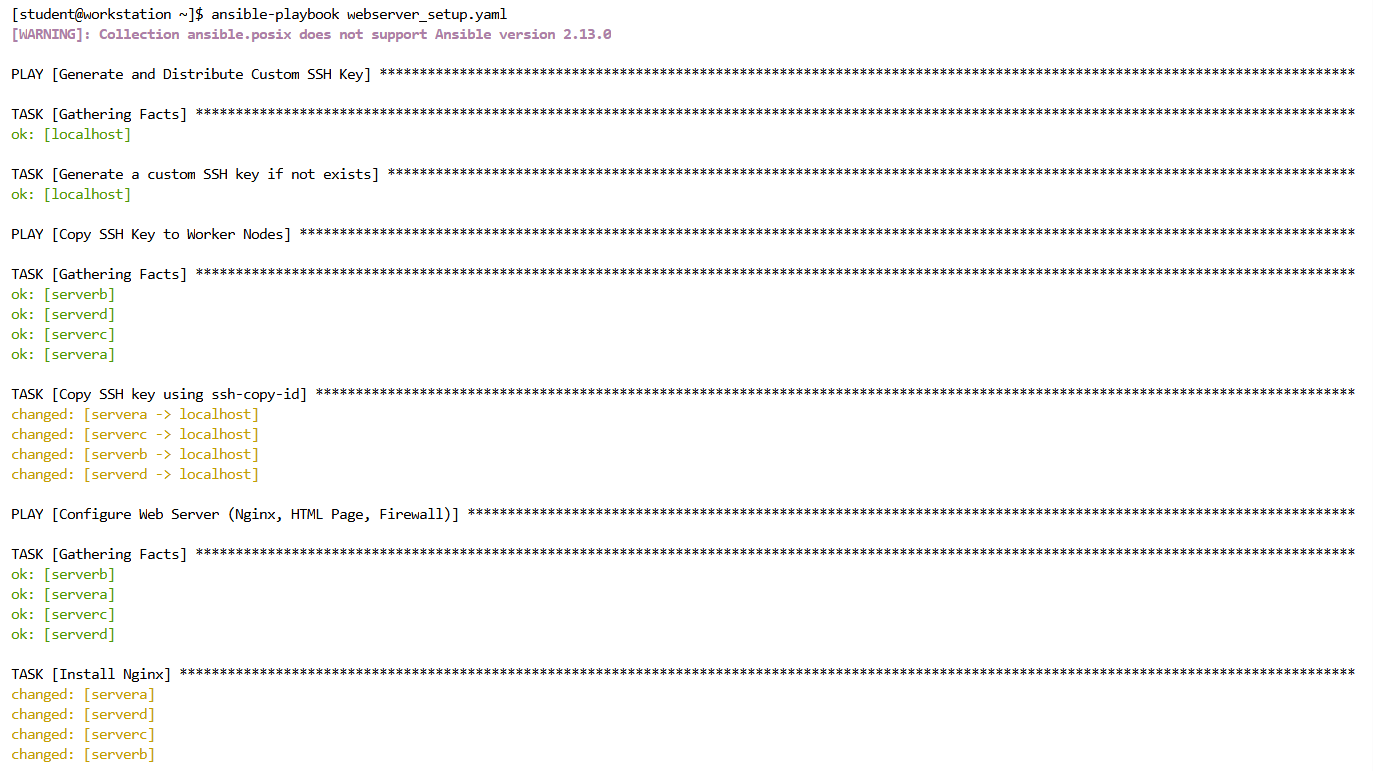 [student@workstation ~]$ ansible-playbook webserver_setup.yaml
[WARNING]: Collection ansible.posix does not support Ansible version 2.13.0
PLAY [Generate and Distribute Custom SSH Key] **************************************************************************************************************************
TASK [Gathering Facts] *************************************************************************************************************************************************
ok: [localhost]
TASK [Generate a custom SSH key if not exists] *************************************************************************************************************************
ok: [localhost]
PLAY [Copy SSH Key to Worker Nodes] ************************************************************************************************************************************
TASK [Gathering Facts] *************************************************************************************************************************************************
ok: [serverb]
ok: [serverd]
ok: [serverc]
ok: [servera]
TASK [Copy SSH key using ssh-copy-id] **********************************************************************************************************************************
changed: [servera -> localhost]
changed: [serverc -> localhost]
changed: [serverb -> localhost]
changed: [serverd -> localhost]
PLAY [Configure Web Server (Nginx, HTML Page, Firewall)] ***************************************************************************************************************
TASK [Gathering Facts] *************************************************************************************************************************************************
ok: [serverb]
ok: [servera]
ok: [serverc]
ok: [serverd]
TASK [Install Nginx] ***************************************************************************************************************************************************
changed: [servera]
changed: [serverd]
changed: [serverc]
changed: [serverb]